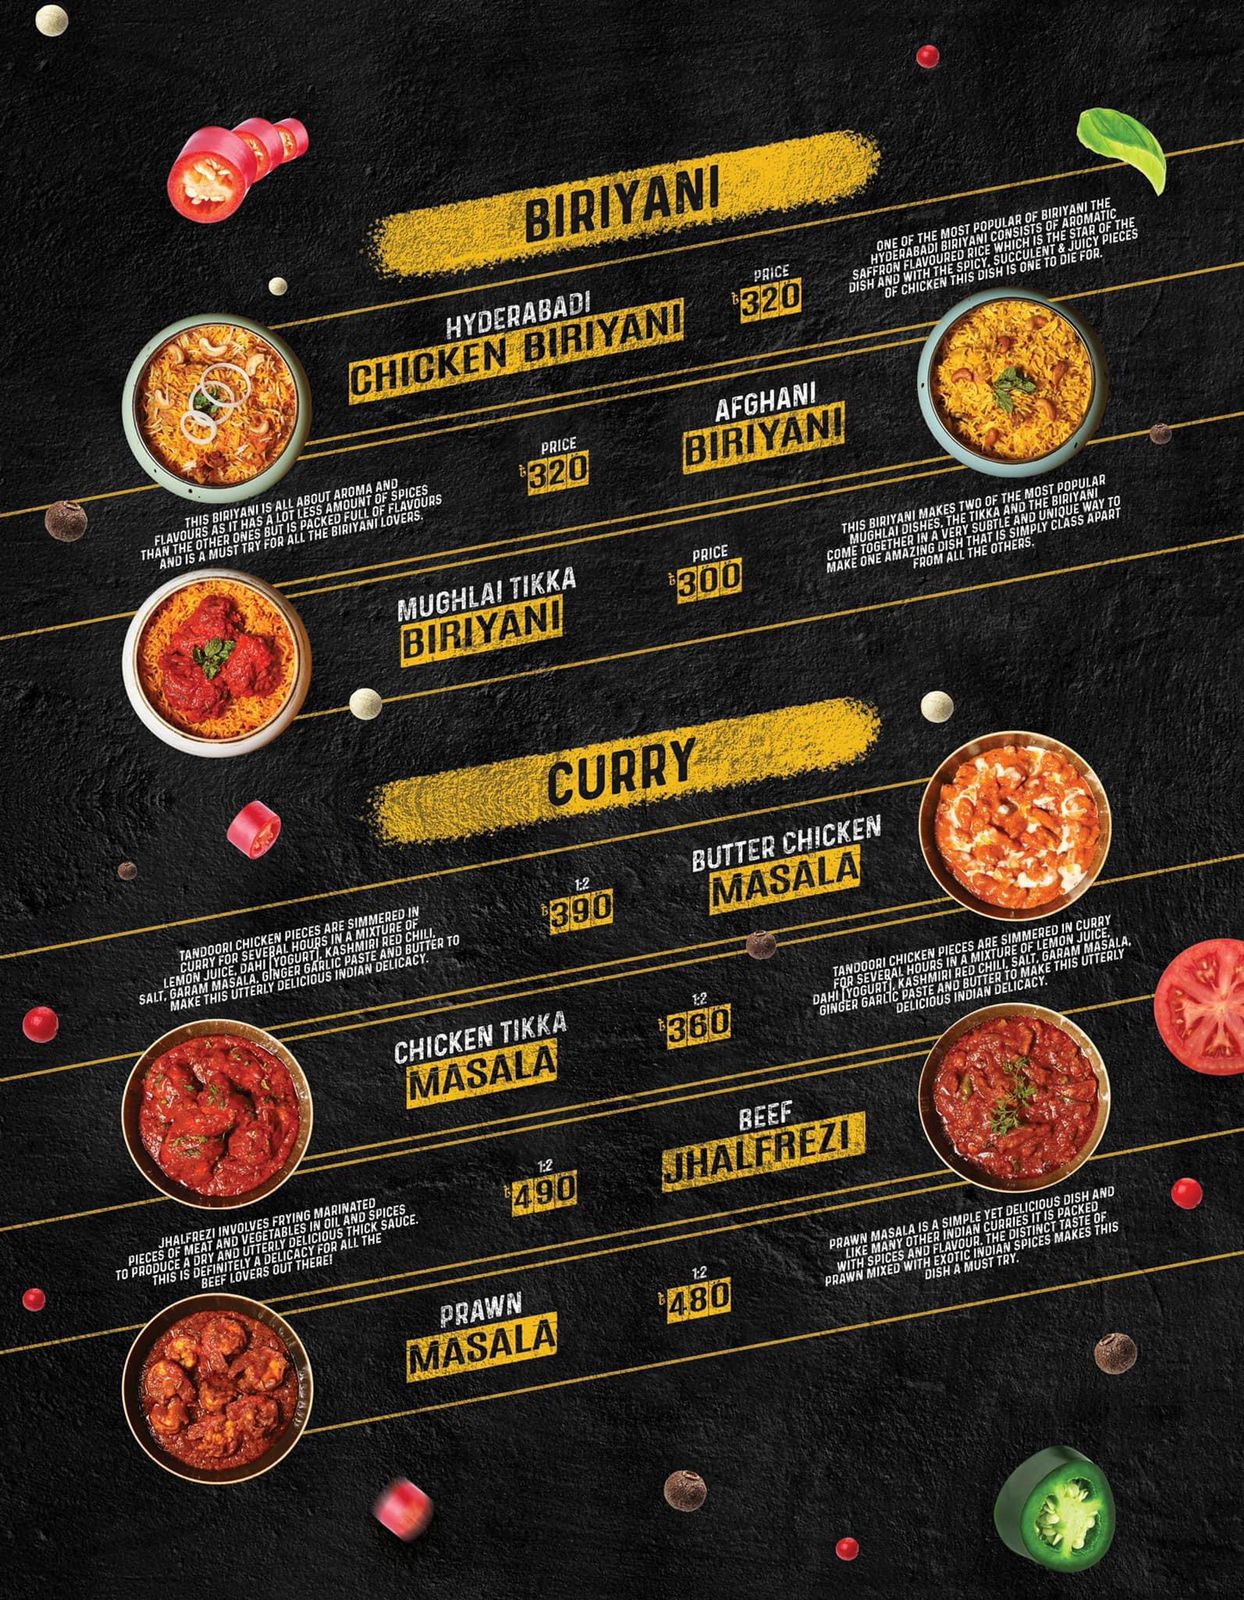 BIRIYANI
HYDERABADI
CHICKEN BIRIYANI
PRICE
৳320
ONE OF THE MOST POPULAR OF BIRIYANI THE
HYDERABADI BIRIYANI CONSISTS OF AROMATIC
SAFFRON FLAVOURED RICE WHICH IS THE STAR OF THE
DISH AND WITH THE SPICY, SUCCULENT & JUICY PIECES
OF CHICKEN THIS DISH IS ONE TO DIE FOR.
AFGHANI
BIRIYANI
PRICE
৳320
THIS BIRIYANI IS ALL ABOUT AROMA AND
FLAVOURS AS IT HAS A LOT LESS AMOUNT OF SPICES
THAN THE OTHER ONES BUT IS PACKED FULL OF FLAVOURS
AND IS A MUST TRY FOR ALL THE BIRIYANI LOVERS.
MUGHLAI TIKKA
BIRIYANI
PRICE
৳300
THIS BIRIYANI MAKES TWO OF THE MOST POPULAR
MUGHLAI DISHES, THE TIKKA AND THE BIRIYANI
COME TOGETHER IN A VERY SUBTLE AND UNIQUE WAY TO
MAKE ONE AMAZING DISH THAT IS SIMPLY CLASS APART
FROM ALL THE OTHERS.
CURRY
BUTTER CHICKEN
MASALA
1:2
৳390
TANDOORI CHICKEN PIECES ARE SIMMERED IN
CURRY FOR SEVERAL HOURS IN A MIXTURE OF
LEMON JUICE, DAHI (YOGURT), KASHMIRI RED CHILI,
SALT, GARAM MASALA, GINGER GARLIC PASTE AND BUTTER TO
MAKE THIS UTTERLY DELICIOUS INDIAN DELICACY.
CHICKEN TIKKA
MASALA
1:2
৳360
TANDOORI CHICKEN PIECES ARE SIMMERED IN CURRY
FOR SEVERAL HOURS IN A MIXTURE OF LEMON JUICE,
DAHI (YOGURT), KASHMIRI RED CHILI, SALT, GARAM MASALA,
GINGER GARLIC PASTE AND BUTTER TO MAKE THIS UTTERLY
DELICIOUS INDIAN DELICACY.
BEEF
JHALFREZI
1:2
৳490
JHALFREZI INVOLVES FRYING MARINATED
PIECES OF MEAT AND VEGETABLES IN OIL AND SPICES
TO PRODUCE A DRY AND UTTERLY DELICIOUS THICK SAUCE.
THIS IS DEFINITELY A DELICACY FOR ALL THE
BEEF LOVERS OUT THERE!
PRAWN
MASALA
1:2
৳480
PRAWN MASALA IS A SIMPLE YET DELICIOUS DISH AND
LIKE MANY OTHER INDIAN CURRIES IT IS PACKED
WITH SPICES AND FLAVOUR. THE DISTINCT TASTE OF
PRAWN MIXED WITH EXOTIC INDIAN SPICES MAKES THIS
DISH A MUST TRY.